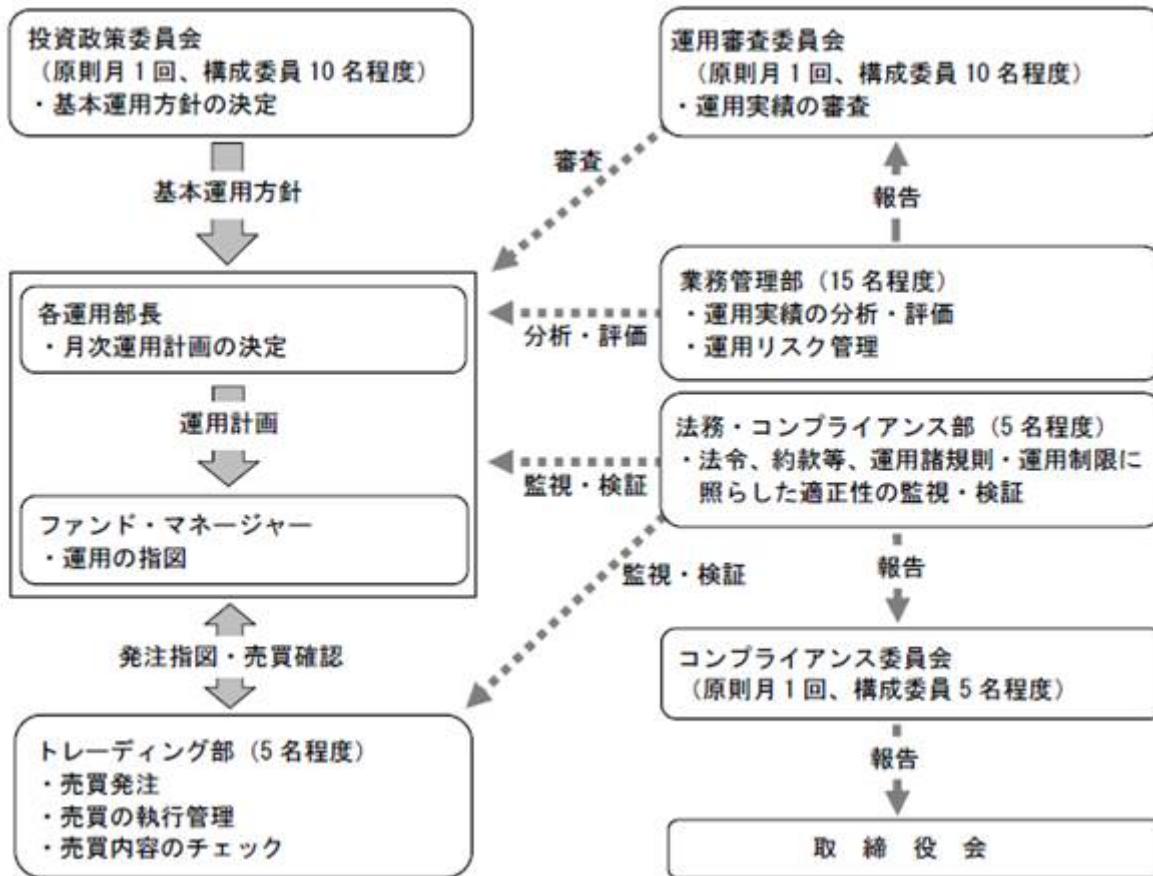 投資政策委員会
（原則月1回、構成委員10名程度）
・基本運用方針の決定
基本運用方針
各運用部長
・月次運用計画の決定
運用計画
ファンド・マネージャー
・運用の指図
発注指図・売買確認
トレーディング部（5名程度）
・売買発注
・売買の執行管理
・売買内容のチェック
運用審査委員会
（原則月1回、構成委員10名程度）
・運用実績の審査
審査
報告
業務管理部（15名程度）
・運用実績の分析・評価
・運用リスク管理
分析・評価
法務・コンプライアンス部（5名程度）
・法令、約款等、運用諸規則・運用制限に
照らした適正性の監視・検証
監視・検証
監視・検証
報告
コンプライアンス委員会
（原則月1回、構成委員5名程度）
報告
取締役会